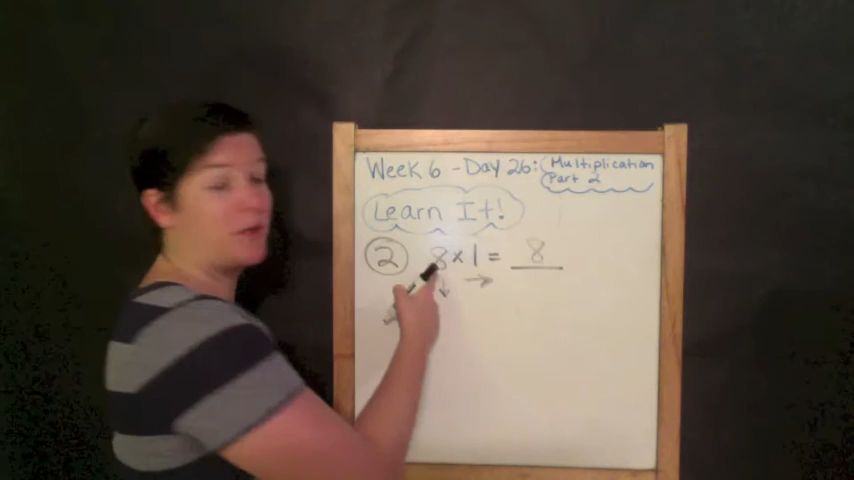 Week 6 - Day 26: Multiplication
Part 2
Learn It!
2 8 x 1 = 8